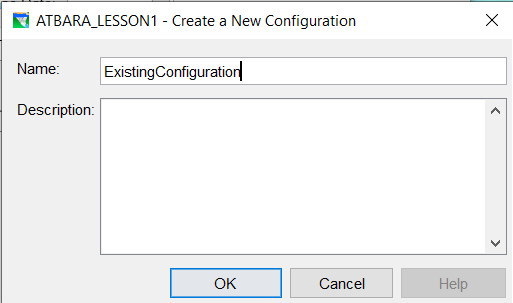 ATBARA_LESSON1 - Create a New Configuration
Name:
ExistingConfiguration
Description:
OK
Cancel
Help